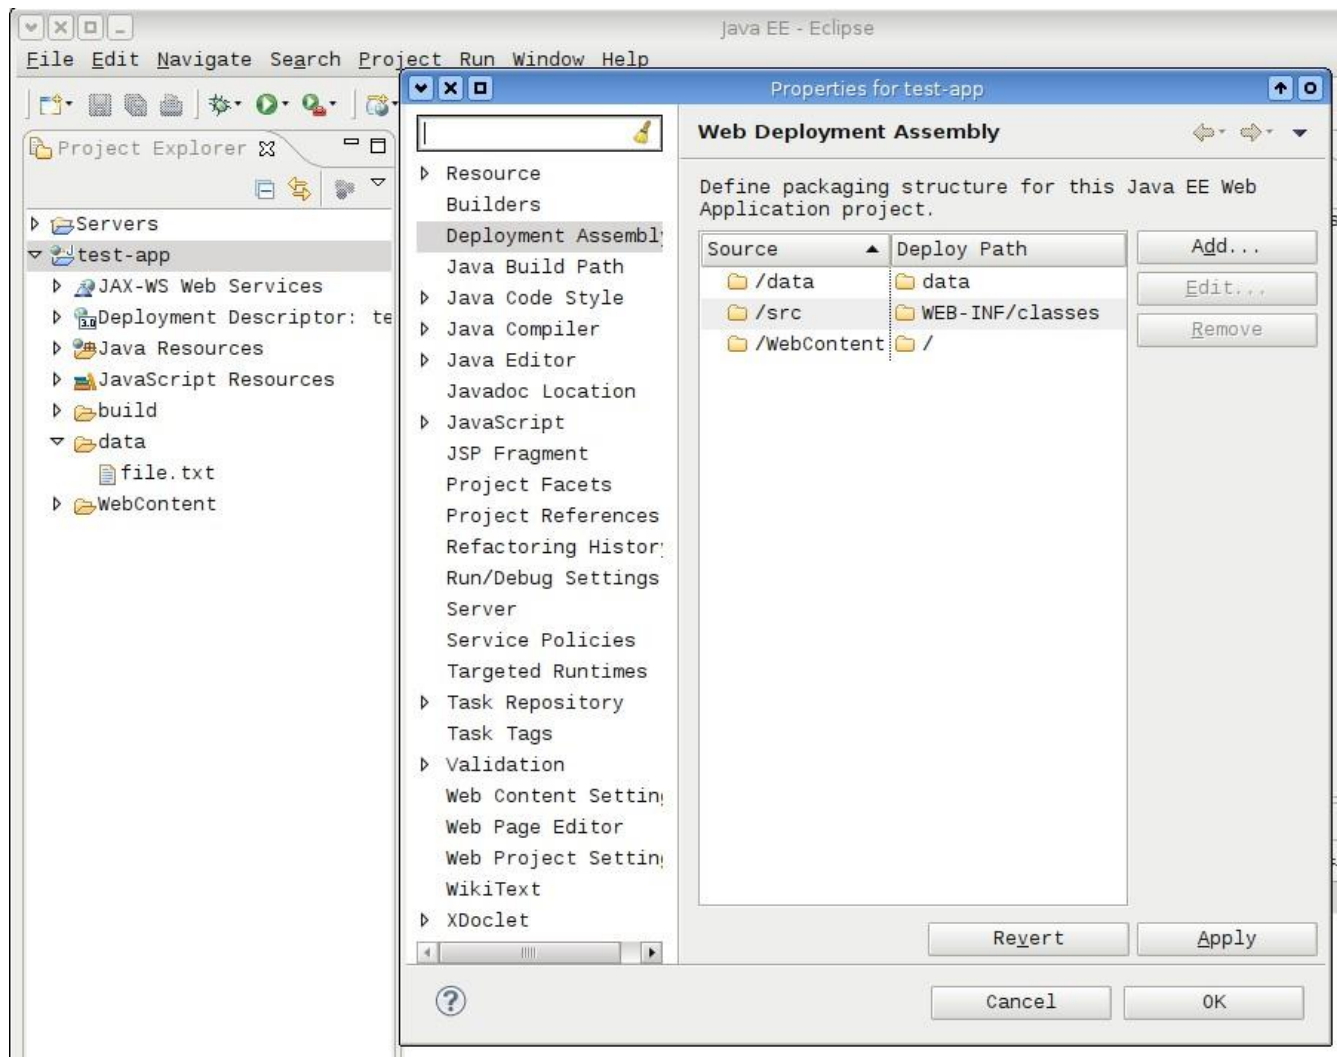 Java EE - Eclipse
File Edit Navigate Search Project Run Window Help
Project Explorer
Servers
test-app
JAX-WS Web Services
Deployment Descriptor: te
Java Resources
JavaScript Resources
build
data
file.txt
WebContent
Properties for test-app
Resource
Builders
Deployment Assembl
Java Build Path
Java Code Style
Java Compiler
Java Editor
Javadoc Location
JavaScript
JSP Fragment
Project Facets
Project References
Refactoring Histor
Run/Debug Settings
Server
Service Policies
Targeted Runtimes
Task Repository
Task Tags
Validation
Web Content Settin
Web Page Editor
Web Project Settin
WikiText
XDoclet
Web Deployment Assembly
Define packaging structure for this Java EE Web
Application project.
Source Deploy Path
/data data
/src WEB-INF/classes
/WebContent /
Add...
Edit...
Remove
Revert Apply
Cancel OK